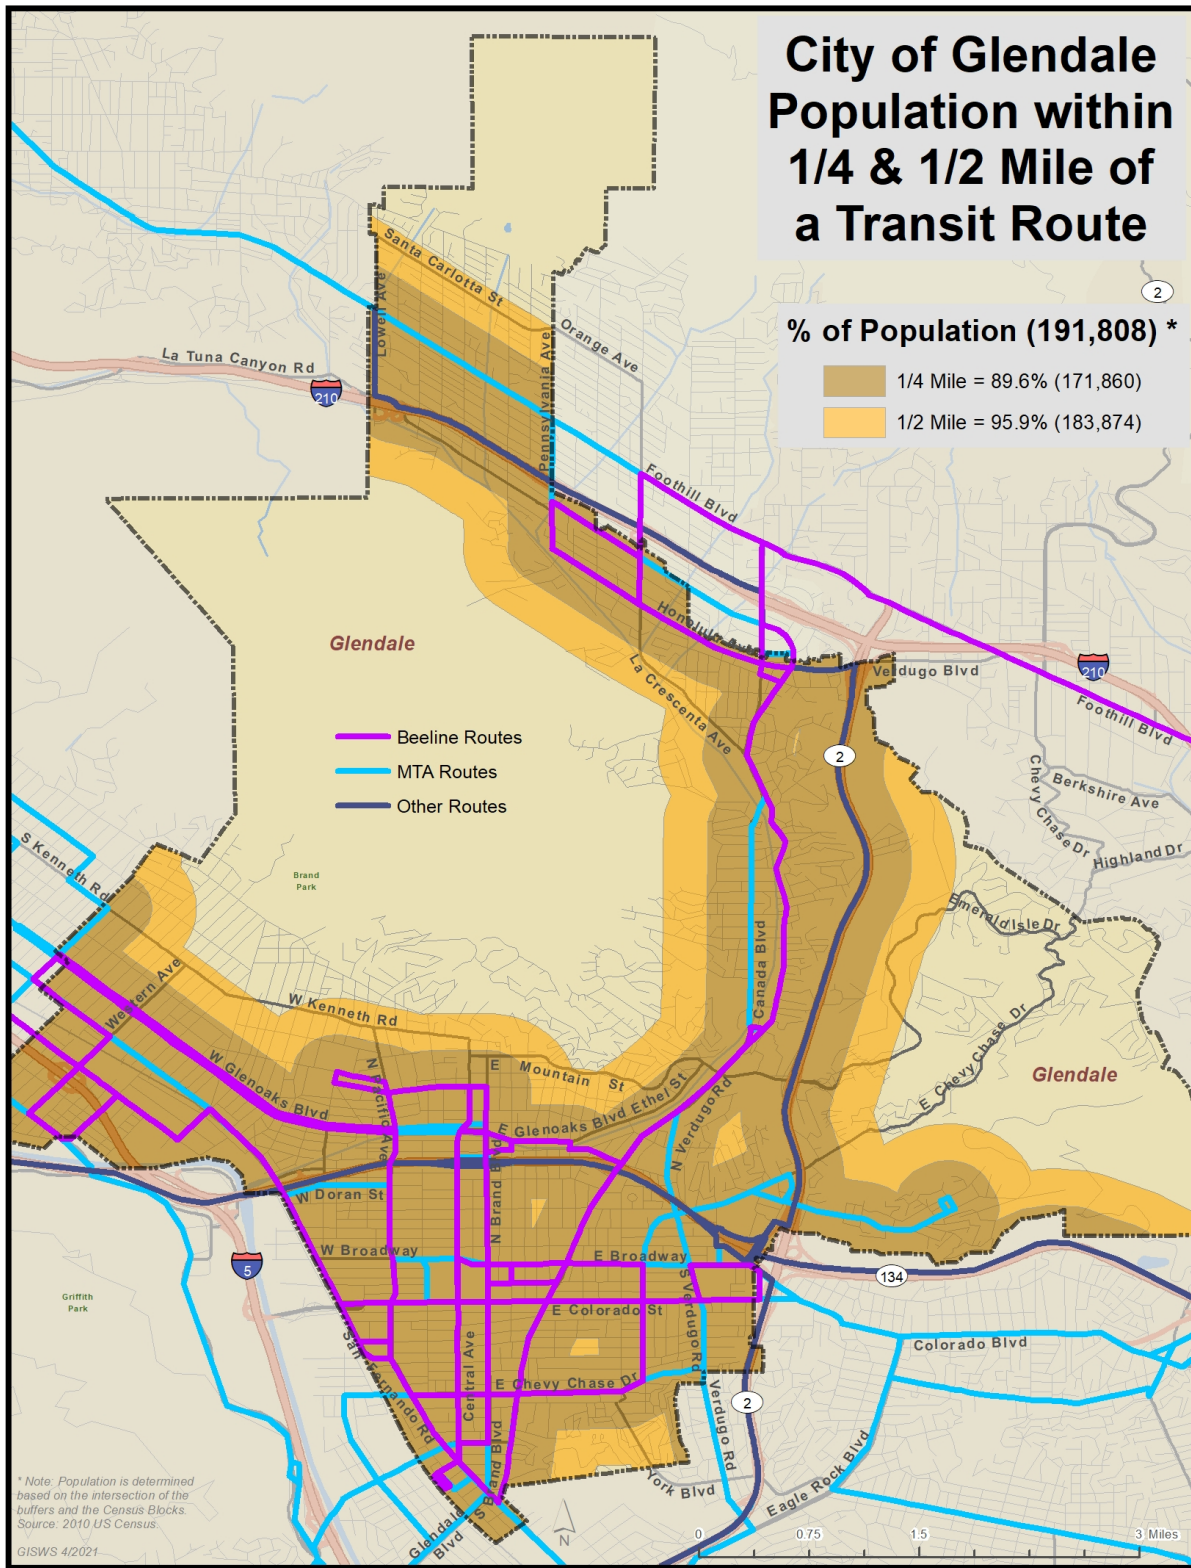 City of Glendale
Population within
1/4 & 1/2 Mile of
a Transit Route
2
% of Population (191,808) *
1/4 Mile = 89.6% (171,860)
1/2 Mile = 95.9% (183,874)
Santa Carlotta St
Lowell Ave
Orange Ave
La Tuna Canyon Rd
210
Pennsylvania Ave
Foothill Blvd
Honolulu Ave
Glendale
La Crescenta Ave
Verdugo Blvd
210
Foothill Blvd
Beeline Routes
MTA Routes
Other Routes
2
Chevy Chase Dr
Berkshire Ave
Highland Dr
S Kenneth Rd
Brand
Park
Emerald Isle Dr
Western Ave
W Kenneth Rd
Canada Blvd
E Chevy Chase Dr
Glendale
W Glenoaks Blvd
N Pacific Ave
E Mountain St
E Glenoaks Blvd
Ethel St
N Verdugo Rd
W Doran St
N Brand Blvd
W Broadway
E Broadway
5
134
Griffith
Park
E Colorado St
S Verdugo Rd
Colorado Blvd
San Fernando Rd
Central Ave
E Chevy Chase Dr
Verdugo Rd
2
S Brand Blvd
York Blvd
Eagle Rock Blvd
Glendale
Blvd
* Note: Population is determined
based on the intersection of the
buffers and the Census Blocks.
Source: 2010 US Census.
GISWS 4/2021
N
0 0.75 1.5 3 Miles